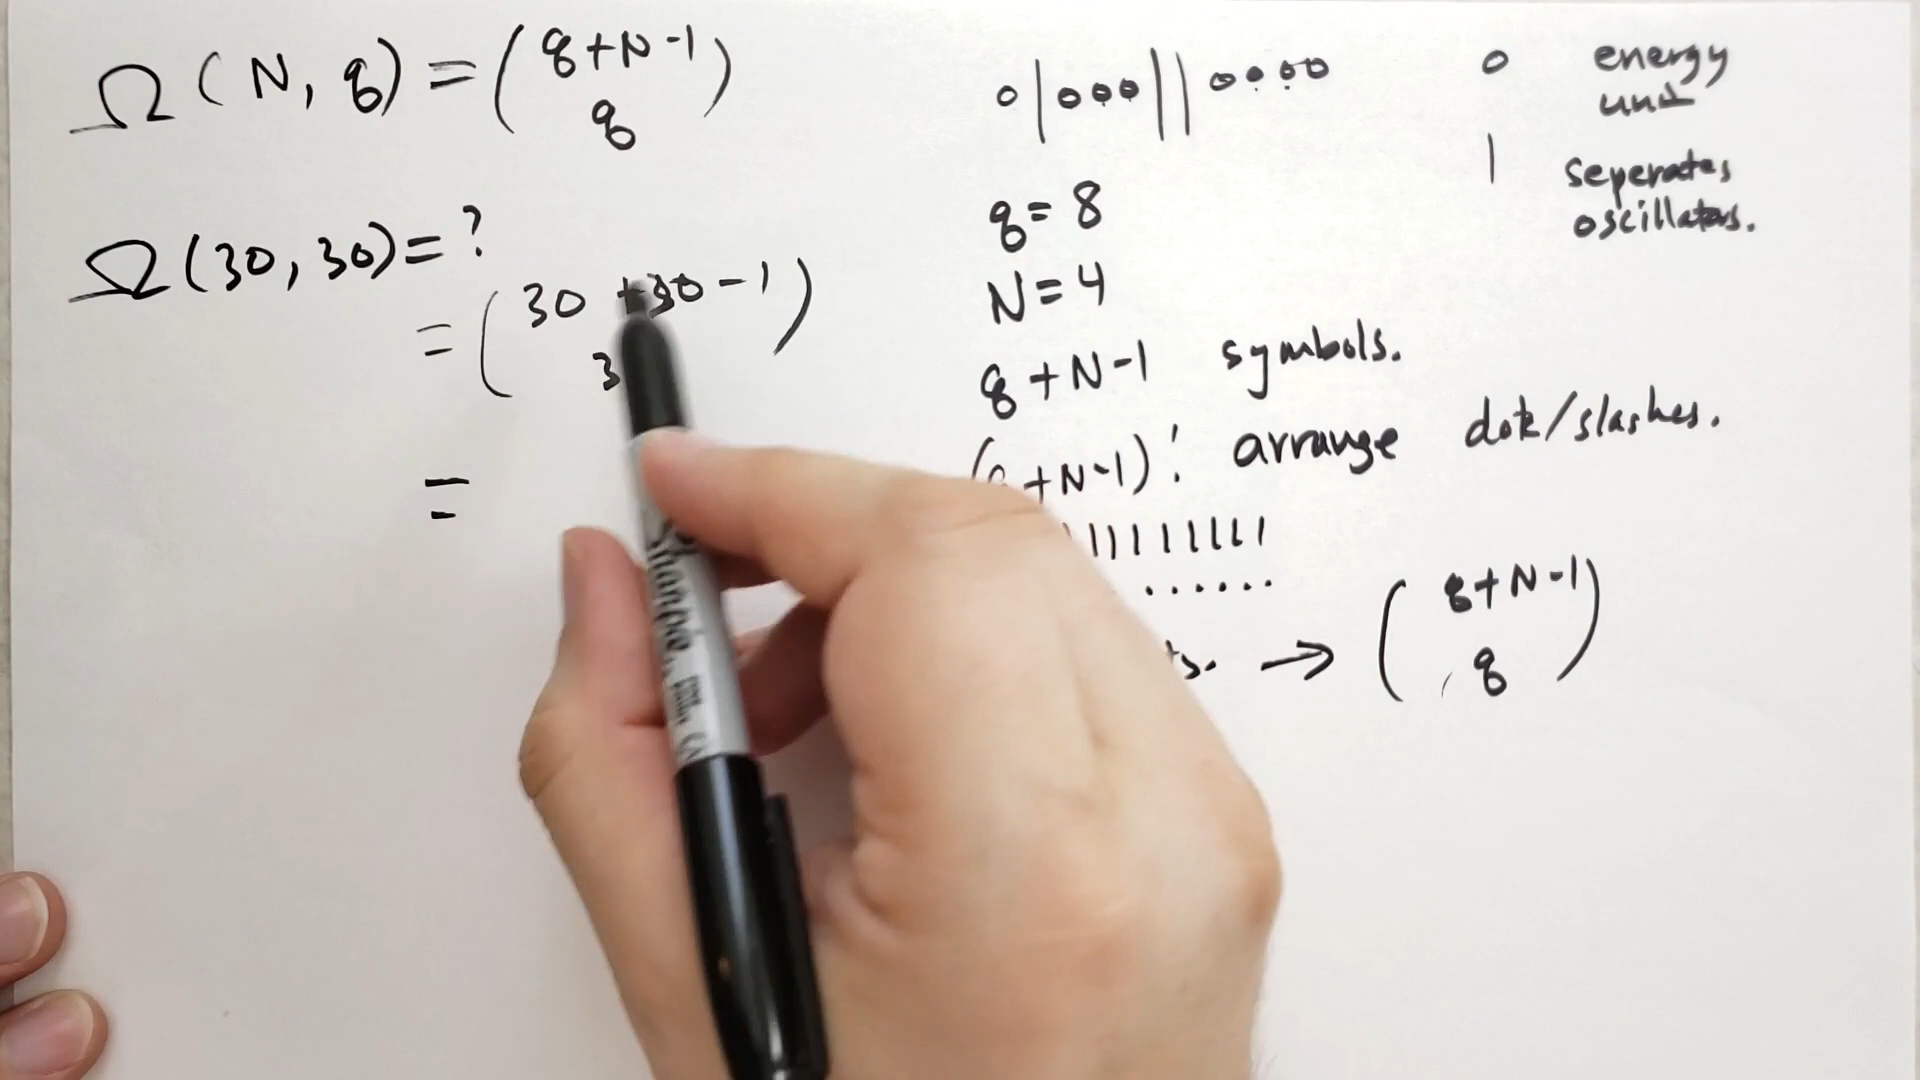 Ω(N, q) = (q+N-1
q)
Ω(30, 30) = ?
= (30 + 30 - 1
3
=
o|ooo||oooo
o energy
unit
| seperates
oscillators.
q = 8
N = 4
q + N - 1 symbols.
(q + N - 1)! arrange dots/slashes.
| | | | | | | | |
. . . . . .
→ (q + N - 1
q)
Sharpie